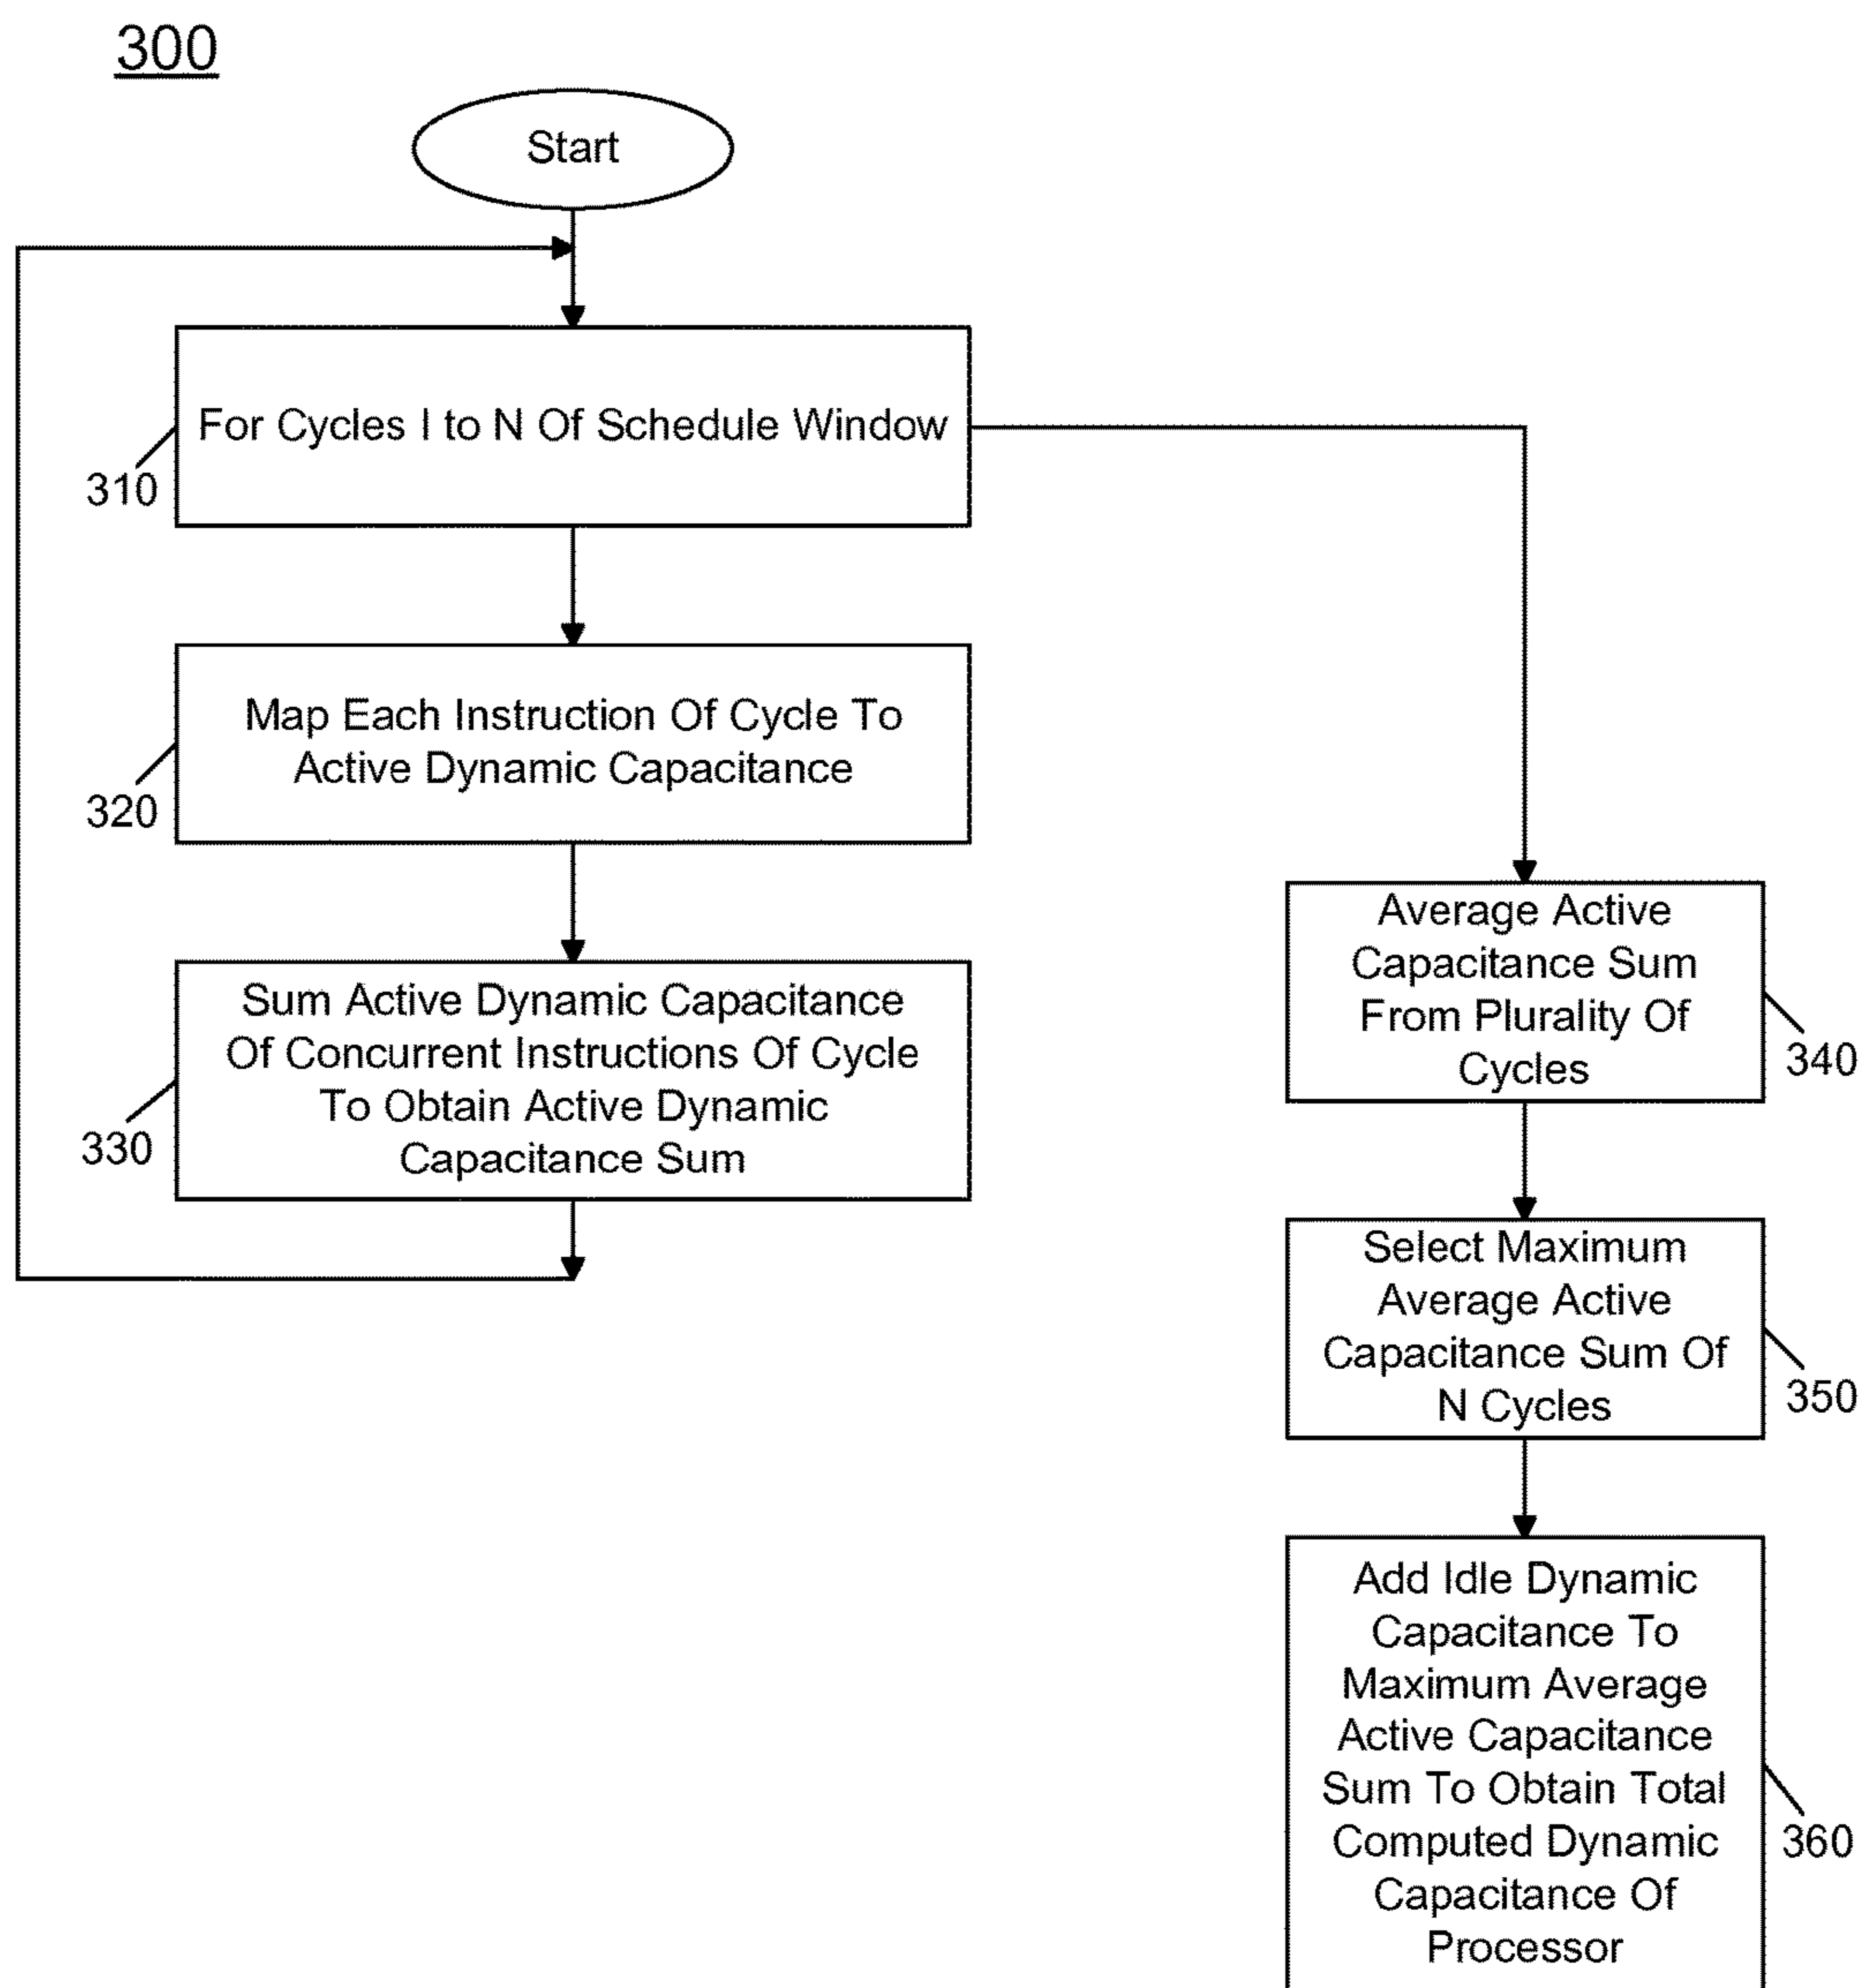 300
Start
For Cycles I to N Of Schedule Window
310
Map Each Instruction Of Cycle To
Active Dynamic Capacitance
320
Sum Active Dynamic Capacitance
Of Concurrent Instructions Of Cycle
To Obtain Active Dynamic
Capacitance Sum
330
Average Active
Capacitance Sum
From Plurality Of
Cycles
340
Select Maximum
Average Active
Capacitance Sum Of
N Cycles
350
Add Idle Dynamic
Capacitance To
Maximum Average
Active Capacitance
Sum To Obtain Total
Computed Dynamic
Capacitance Of
Processor
360